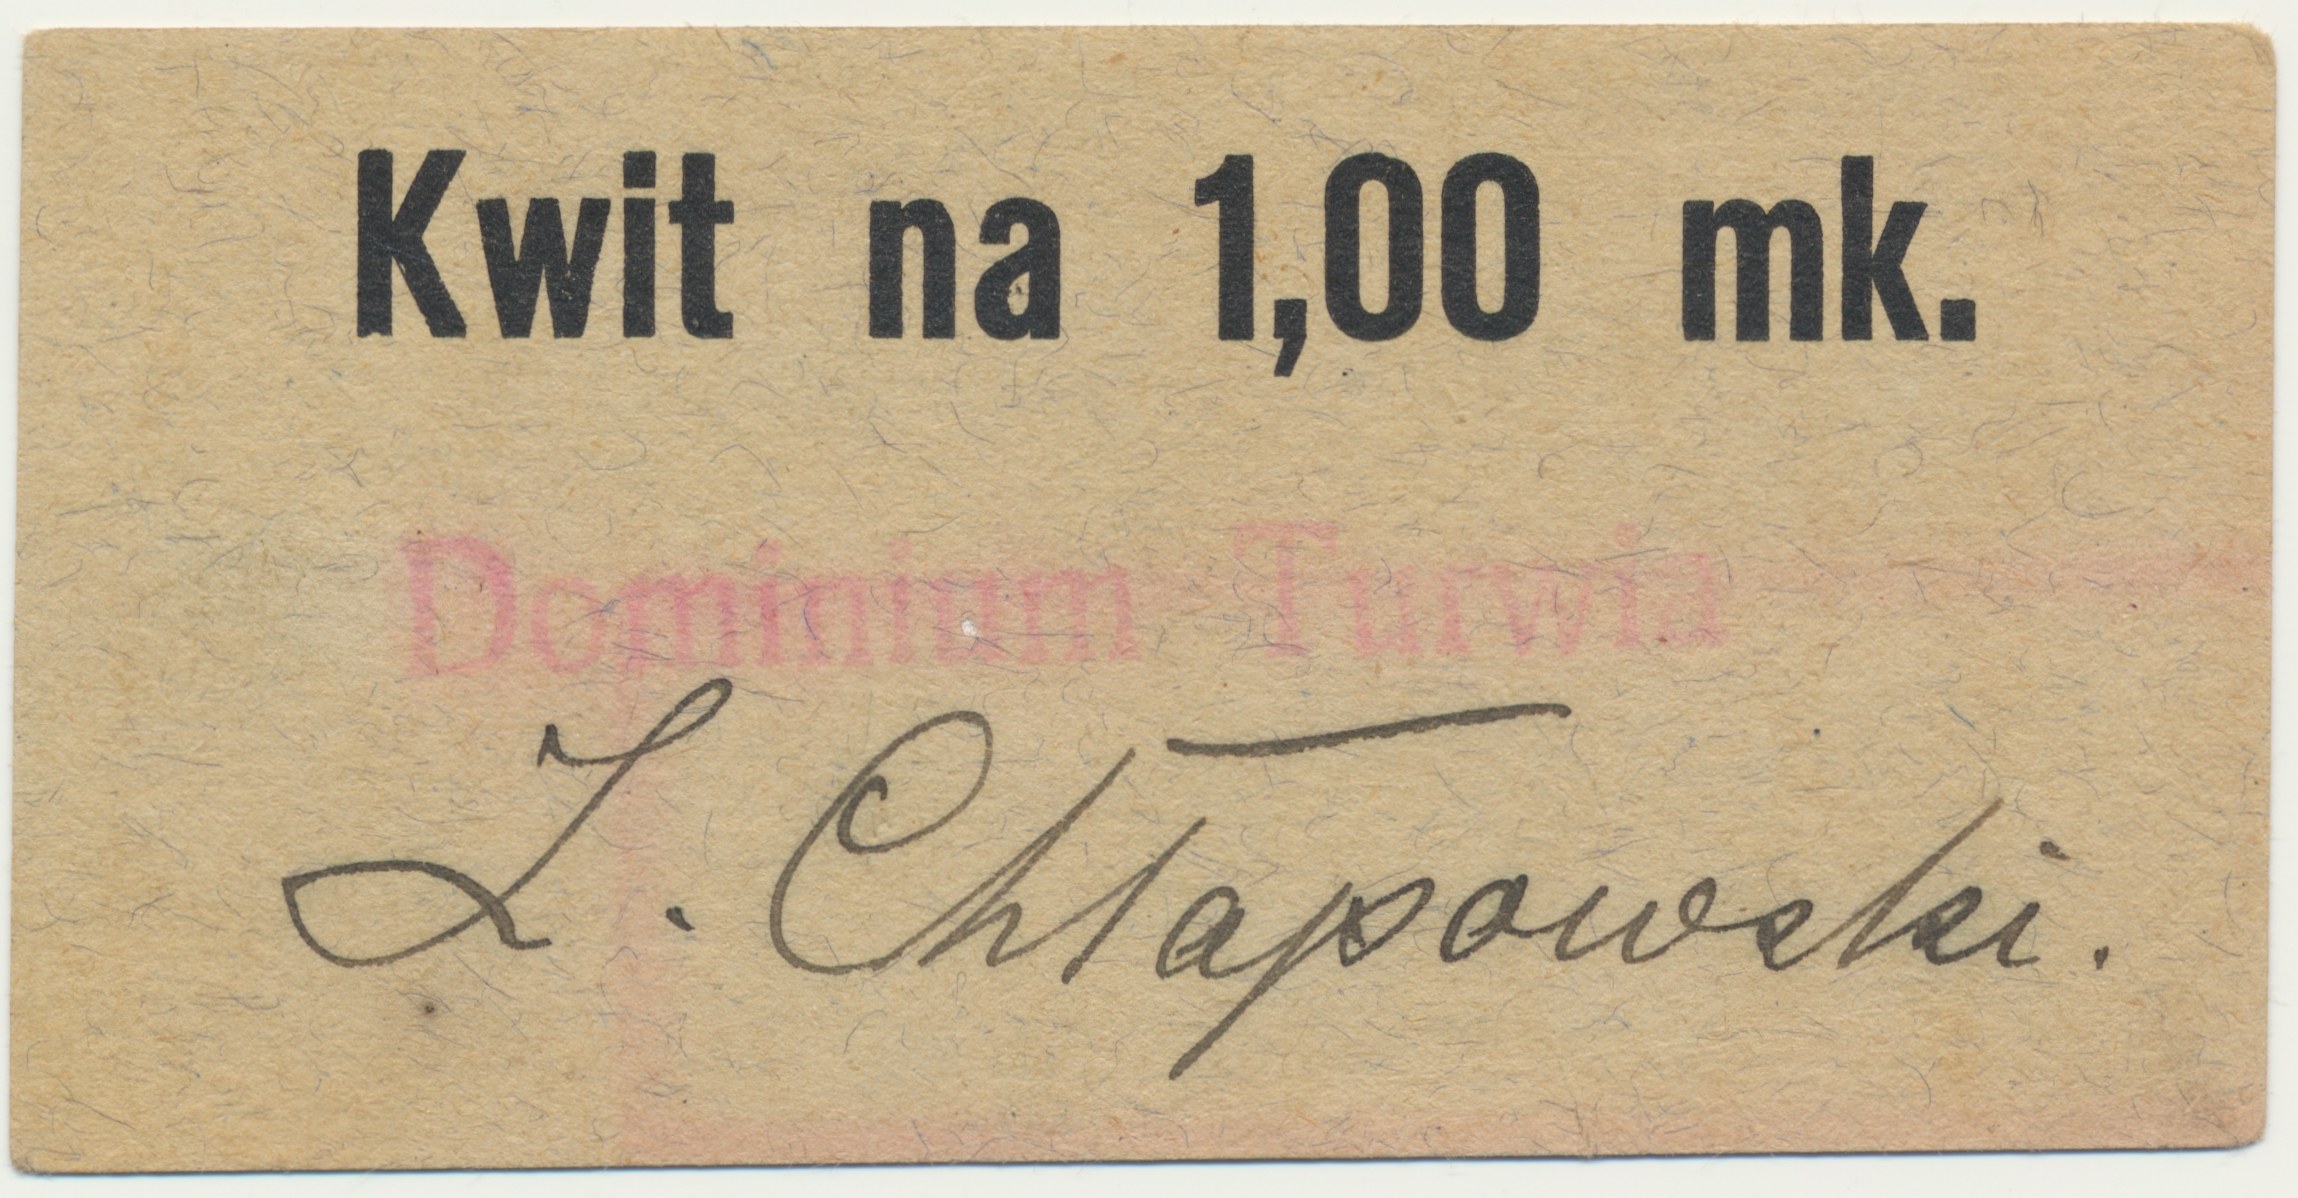 Kwit na 1,00 mk.
Dominium Turwia
Z. Chłapowski.